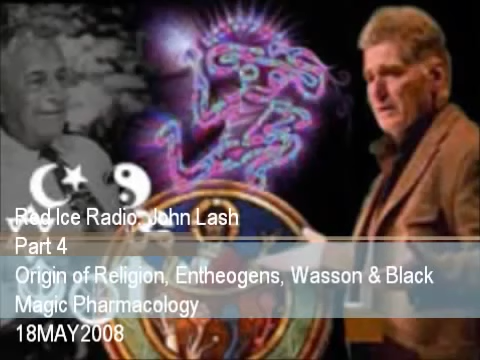 Red Ice Radio, John Lash
Part 4
Origin of Religion, Entheogens, Wasson & Black
Magic Pharmacology
18MAY2008